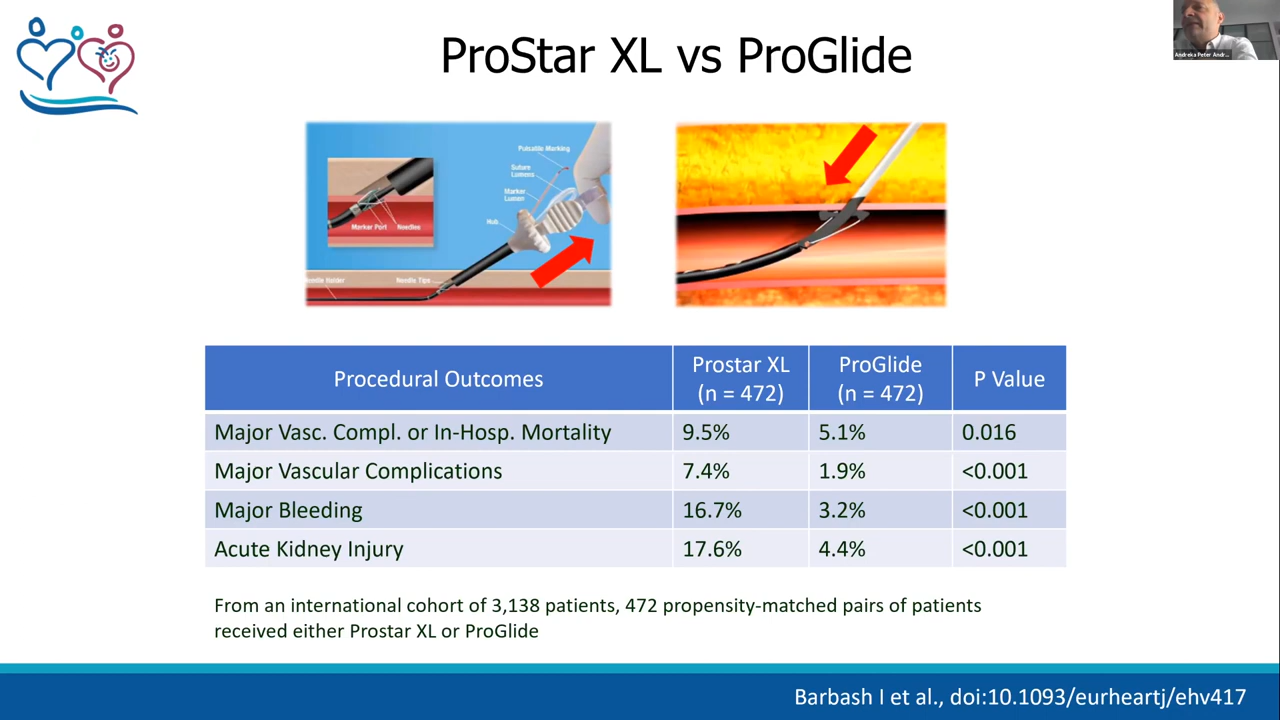 ProStar XL vs ProGlide
Andreka Peter Andr...
Pulsatile Marking
Suture
Lumens
Marker
Lumen
Hub
Marker Port
Needles
Needle Holder
Needle Tips
Procedural Outcomes
Prostar XL
(n = 472)
ProGlide
(n = 472)
P Value
Major Vasc. Compl. or In-Hosp. Mortality 9.5% 5.1% 0.016
Major Vascular Complications 7.4% 1.9% <0.001
Major Bleeding 16.7% 3.2% <0.001
Acute Kidney Injury 17.6% 4.4% <0.001
From an international cohort of 3,138 patients, 472 propensity-matched pairs of patients
received either Prostar XL or ProGlide
Barbash I et al., doi:10.1093/eurheartj/ehv417